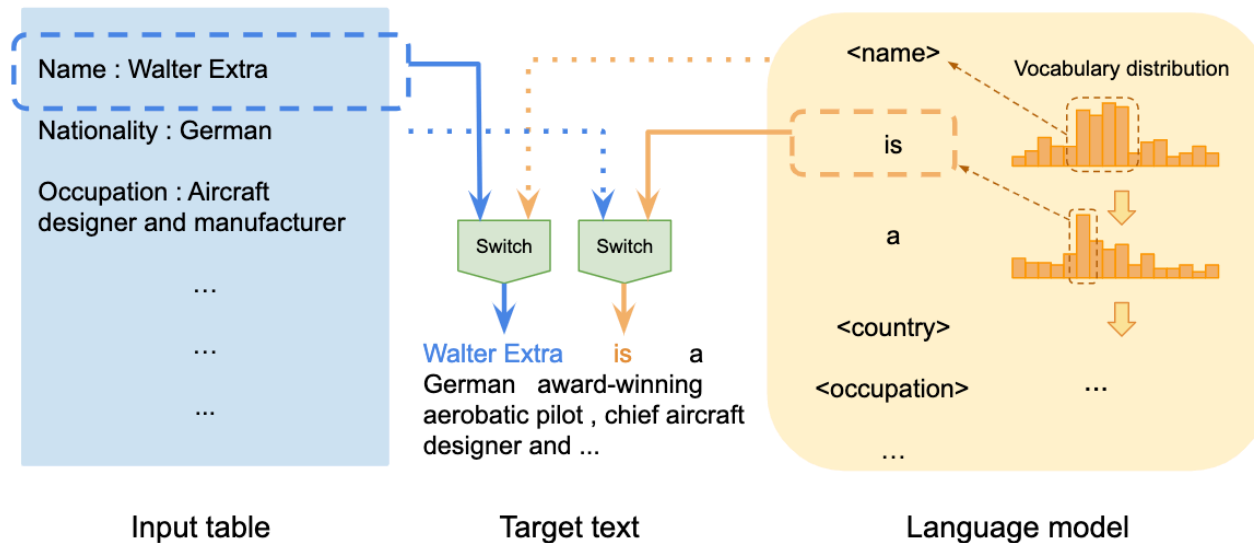 Name : Walter Extra
Nationality : German
Occupation : Aircraft
designer and manufacturer
…
…
...
Switch
Switch
Walter Extra is a
German award-winning
aerobatic pilot , chief aircraft
designer and ...
<name>
Vocabulary distribution
is
a
<country>
<occupation>
...
…
Input table
Target text
Language model